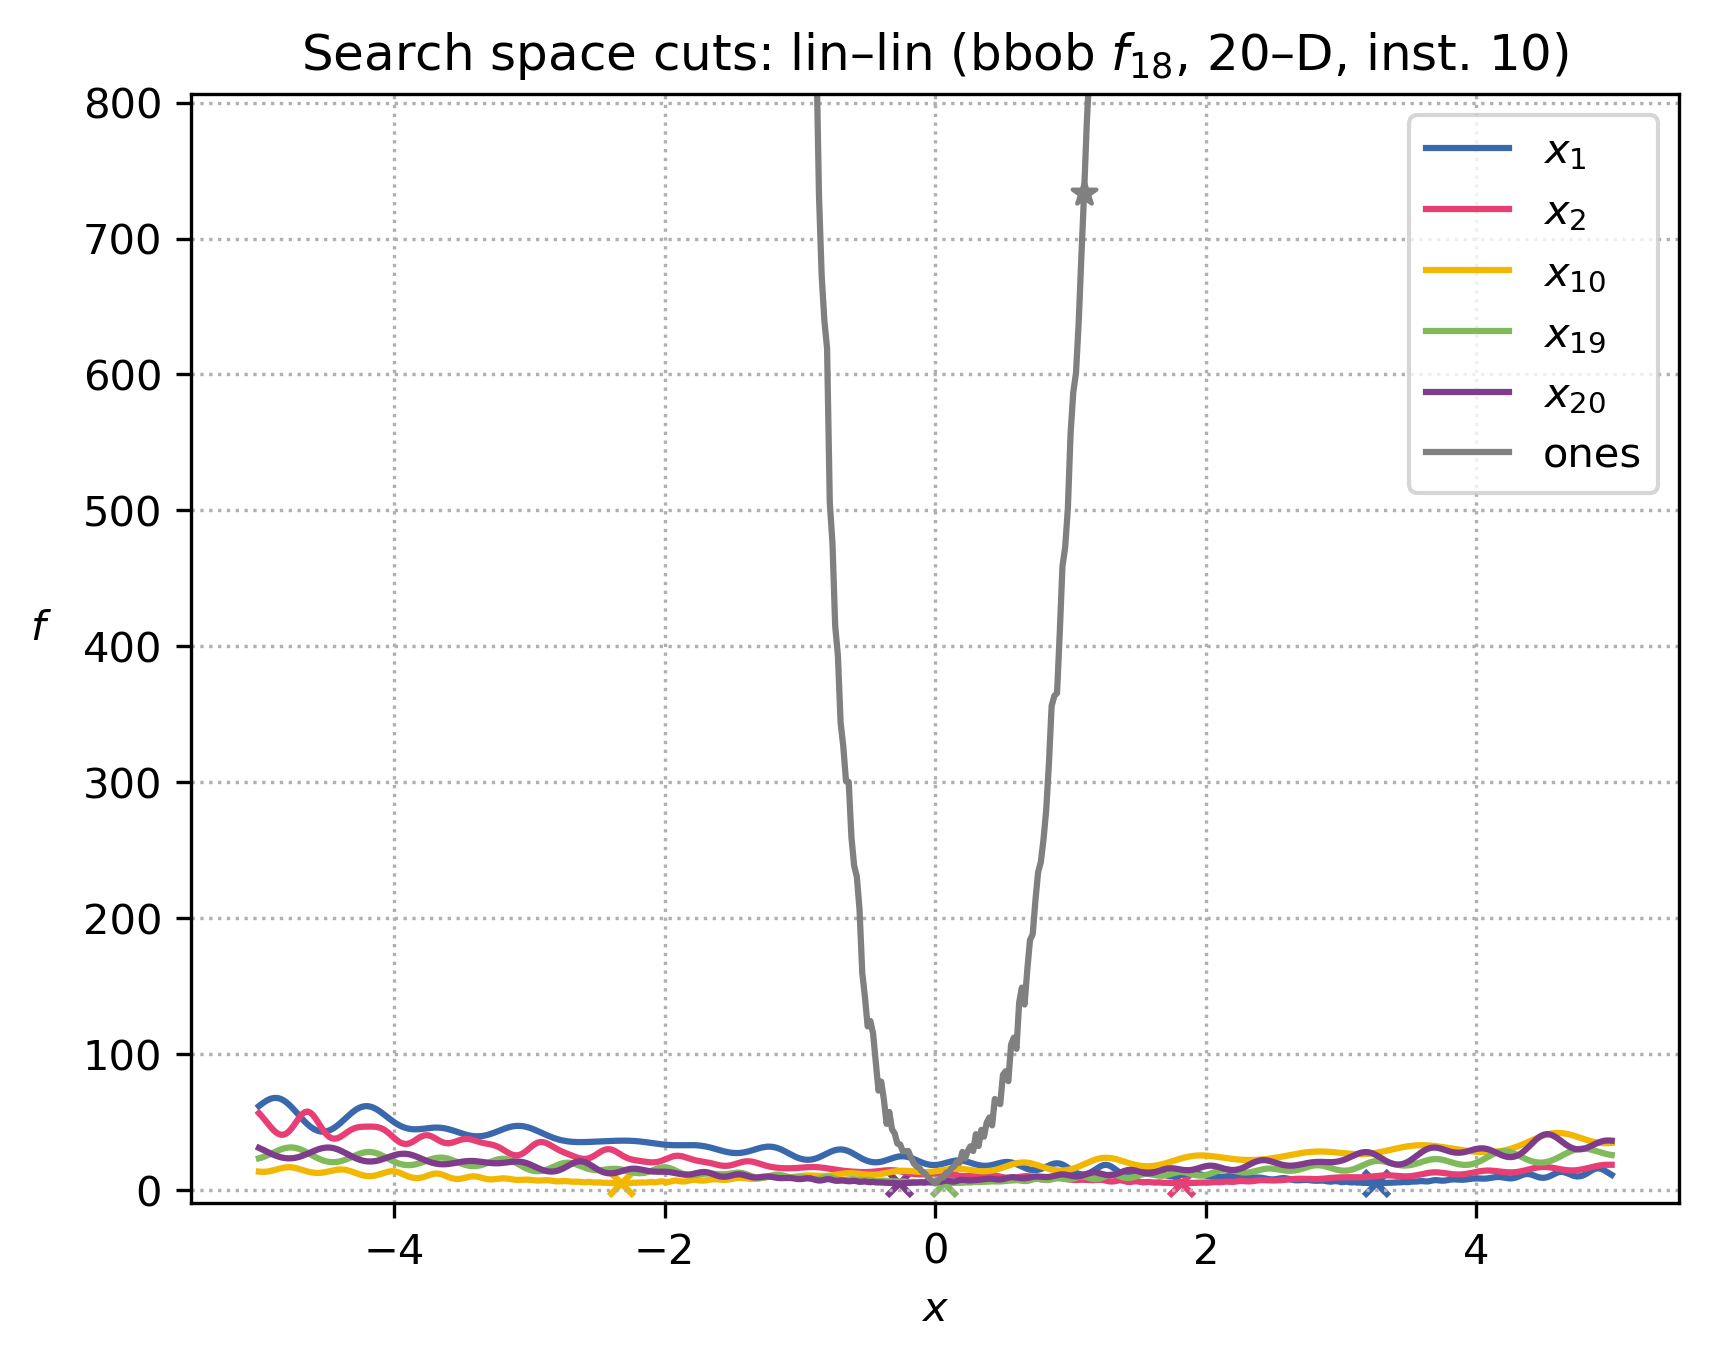 Search space cuts: lin–lin (bbob f₁₈, 20–D, inst. 10)
800
700
600
500
400
300
200
100
0
f
−4
−2
0
2
4
x
x₁
x₂
x₁₀
x₁₉
x₂₀
ones